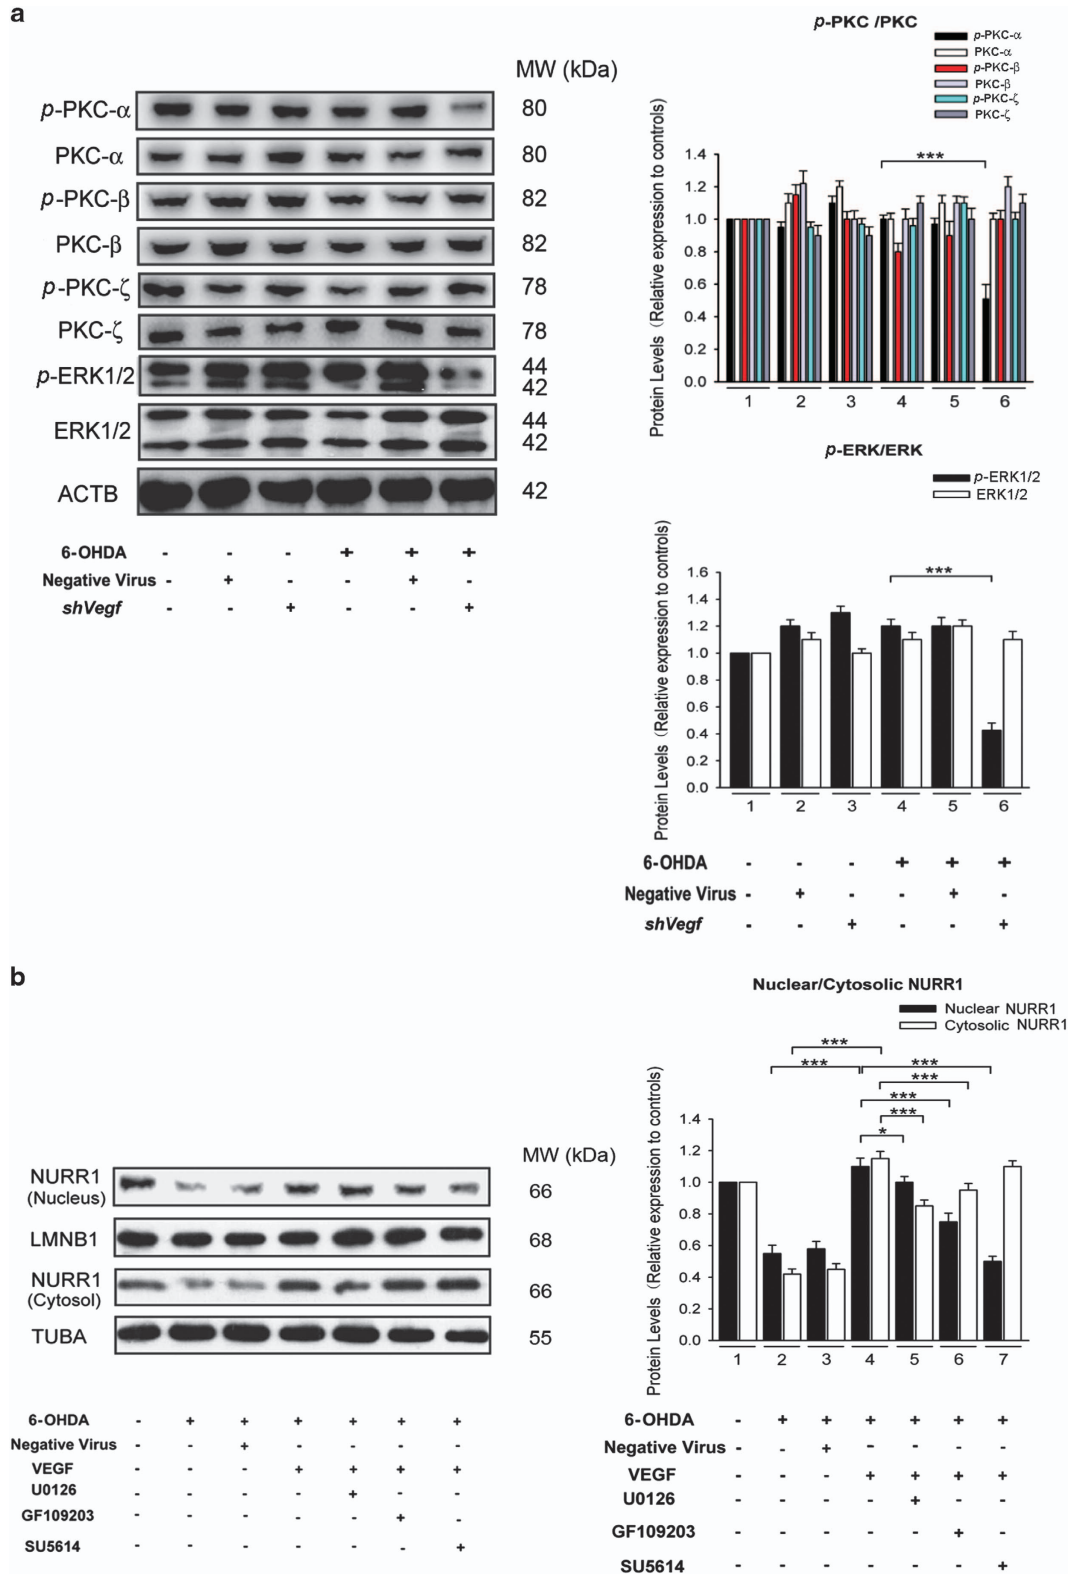 a
MW (kDa)
p-PKC-α 80
PKC-α 80
p-PKC-β 82
PKC-β 82
p-PKC-ζ 78
PKC-ζ 78
p-ERK1/2 44
42
ERK1/2 44
42
ACTB 42
6-OHDA - - - + + +
Negative Virus - + - - + -
shVegf - - + - - +
p-PKC /PKC
p-PKC-α
PKC-α
p-PKC-β
PKC-β
p-PKC-ζ
PKC-ζ
Protein Levels (Relative expression to controls)
1.4
1.2
1.0
0.8
0.6
0.4
0.2
0.0
***
1 2 3 4 5 6
p-ERK/ERK
p-ERK1/2
ERK1/2
Protein Levels (Relative expression to controls)
1.6
1.4
1.2
1.0
0.8
0.6
0.4
0.2
0.0
***
1 2 3 4 5 6
6-OHDA - - - + + +
Negative Virus - + - - + -
shVegf - - + - - +
b
MW (kDa)
NURR1
(Nucleus) 66
LMNB1 68
NURR1
(Cytosol) 66
TUBA 55
6-OHDA - + + + + + +
Negative Virus - - + - - - -
VEGF - - - + + + +
U0126 - - - - + - -
GF109203 - - - - - + -
SU5614 - - - - - - +
Nuclear/Cytosolic NURR1
Nuclear NURR1
Cytosolic NURR1
Protein Levels (Relative expression to controls)
***
*** ***
***
***
***
*
1.4
1.2
1.0
0.8
0.6
0.4
0.2
0.0
1 2 3 4 5 6 7
6-OHDA - + + + + + +
Negative Virus - - + - - - -
VEGF - - - + + + +
U0126 - - - - + - -
GF109203 - - - - - + -
SU5614 - - - - - - +